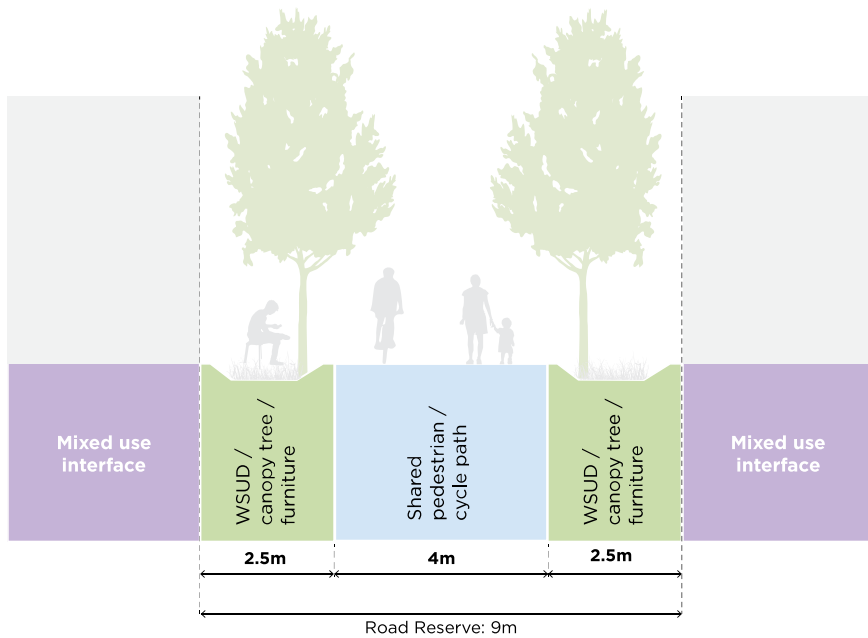 Mixed use
interface
WSUD /
canopy tree /
furniture
Shared
pedestrian /
cycle path
WSUD /
canopy tree /
furniture
Mixed use
interface
2.5m
4m
2.5m
Road Reserve: 9m